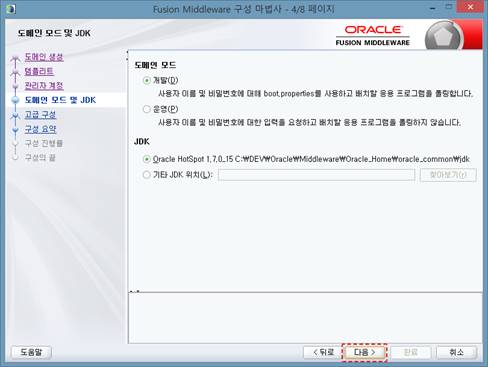 Fusion Middleware 구성 마법사 - 4/8 페이지
도메인 모드 및 JDK
ORACLE
FUSION MIDDLEWARE
도메인 생성
템플리트
관리자 계정
도메인 모드 및 JDK
고급 구성
구성 요약
구성 진행률
구성의 끝
도메인 모드
개발(D)
사용자 이름 및 비밀번호에 대해 boot.properties를 사용하고 배치할 응용 프로그램을 폴링합니다.
운영(P)
사용자 이름 및 비밀번호에 대한 입력을 요청하고 배치할 응용 프로그램을 폴링하지 않습니다.
JDK
Oracle HotSpot 1.7.0_15 C:₩DEV₩Oracle₩Middleware₩Oracle_Home₩oracle_common₩jdk
기타 JDK 위치(L):
찾아보기(r)
도움말
< 뒤로
다음 >
완료
취소